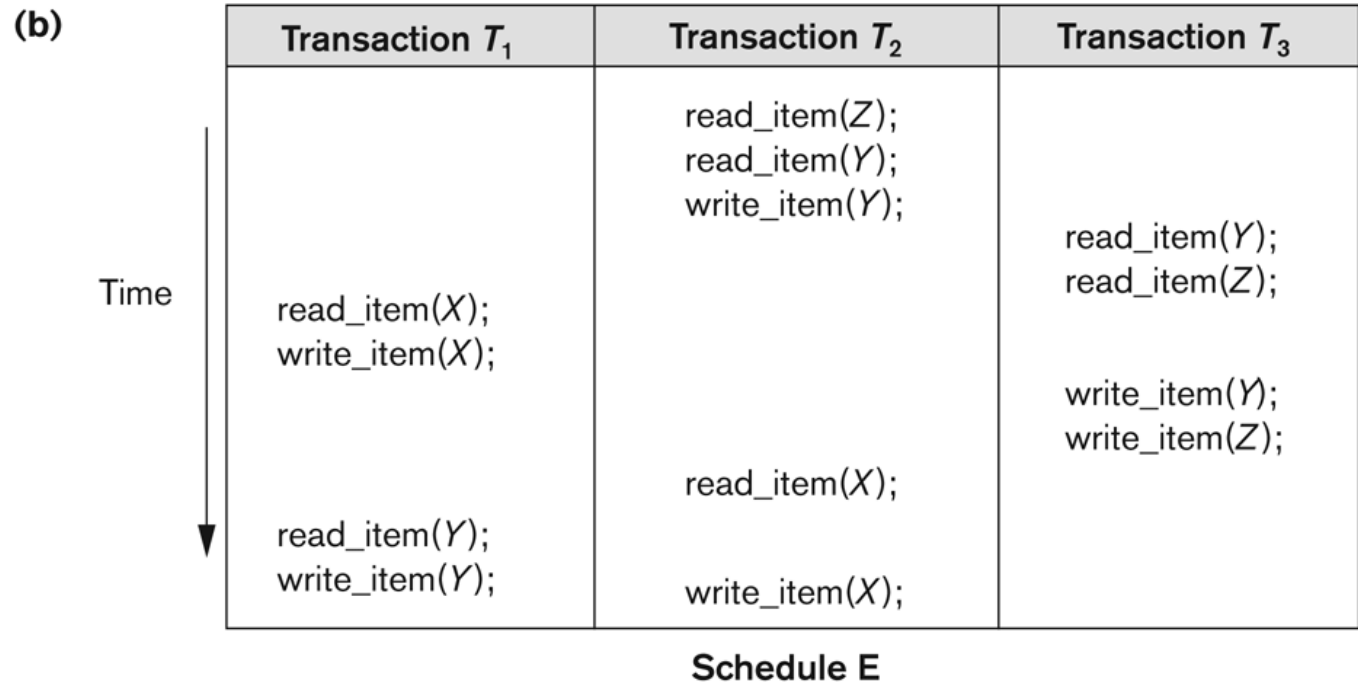 (b)
Transaction T1 Transaction T2 Transaction T3
read_item(Z);
read_item(Y);
write_item(Y);
read_item(Y);
read_item(Z);
Time
read_item(X);
write_item(X);
write_item(Y);
write_item(Z);
read_item(X);
read_item(Y);
write_item(Y); write_item(X);
Schedule E